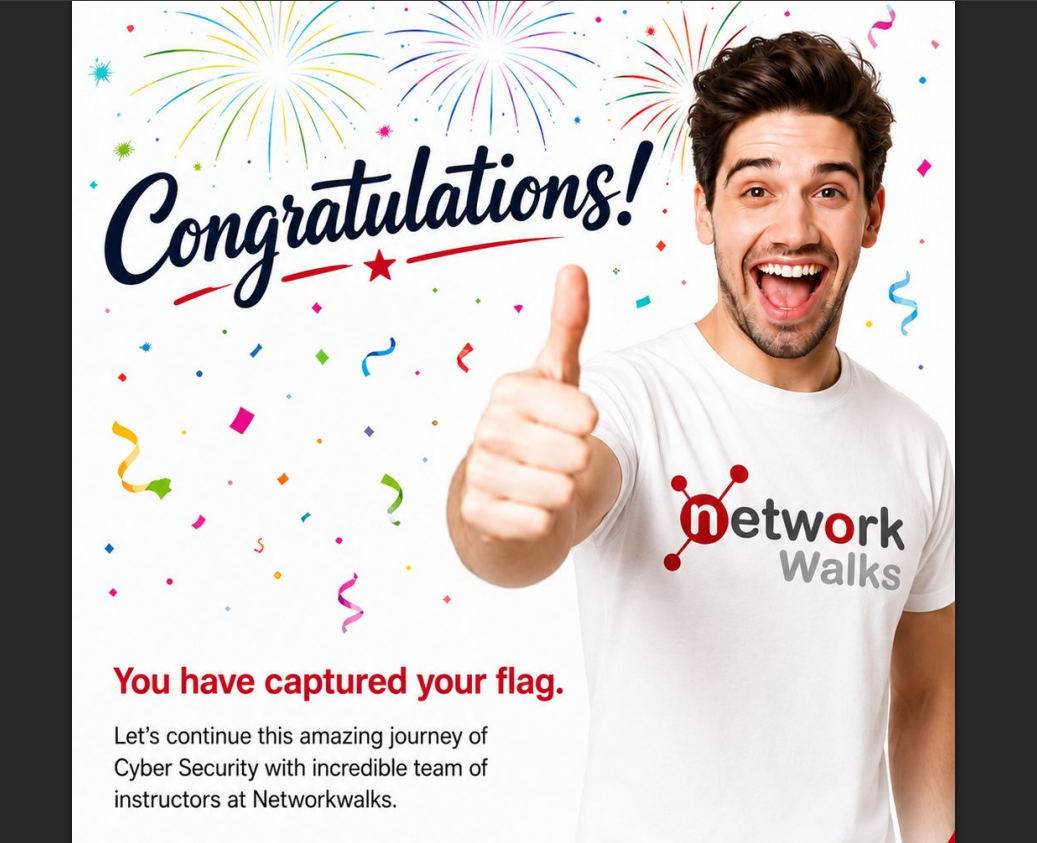 Congratulations!
network
Walks
You have captured your flag.
Let's continue this amazing journey of
Cyber Security with incredible team of
instructors at Networkwalks.